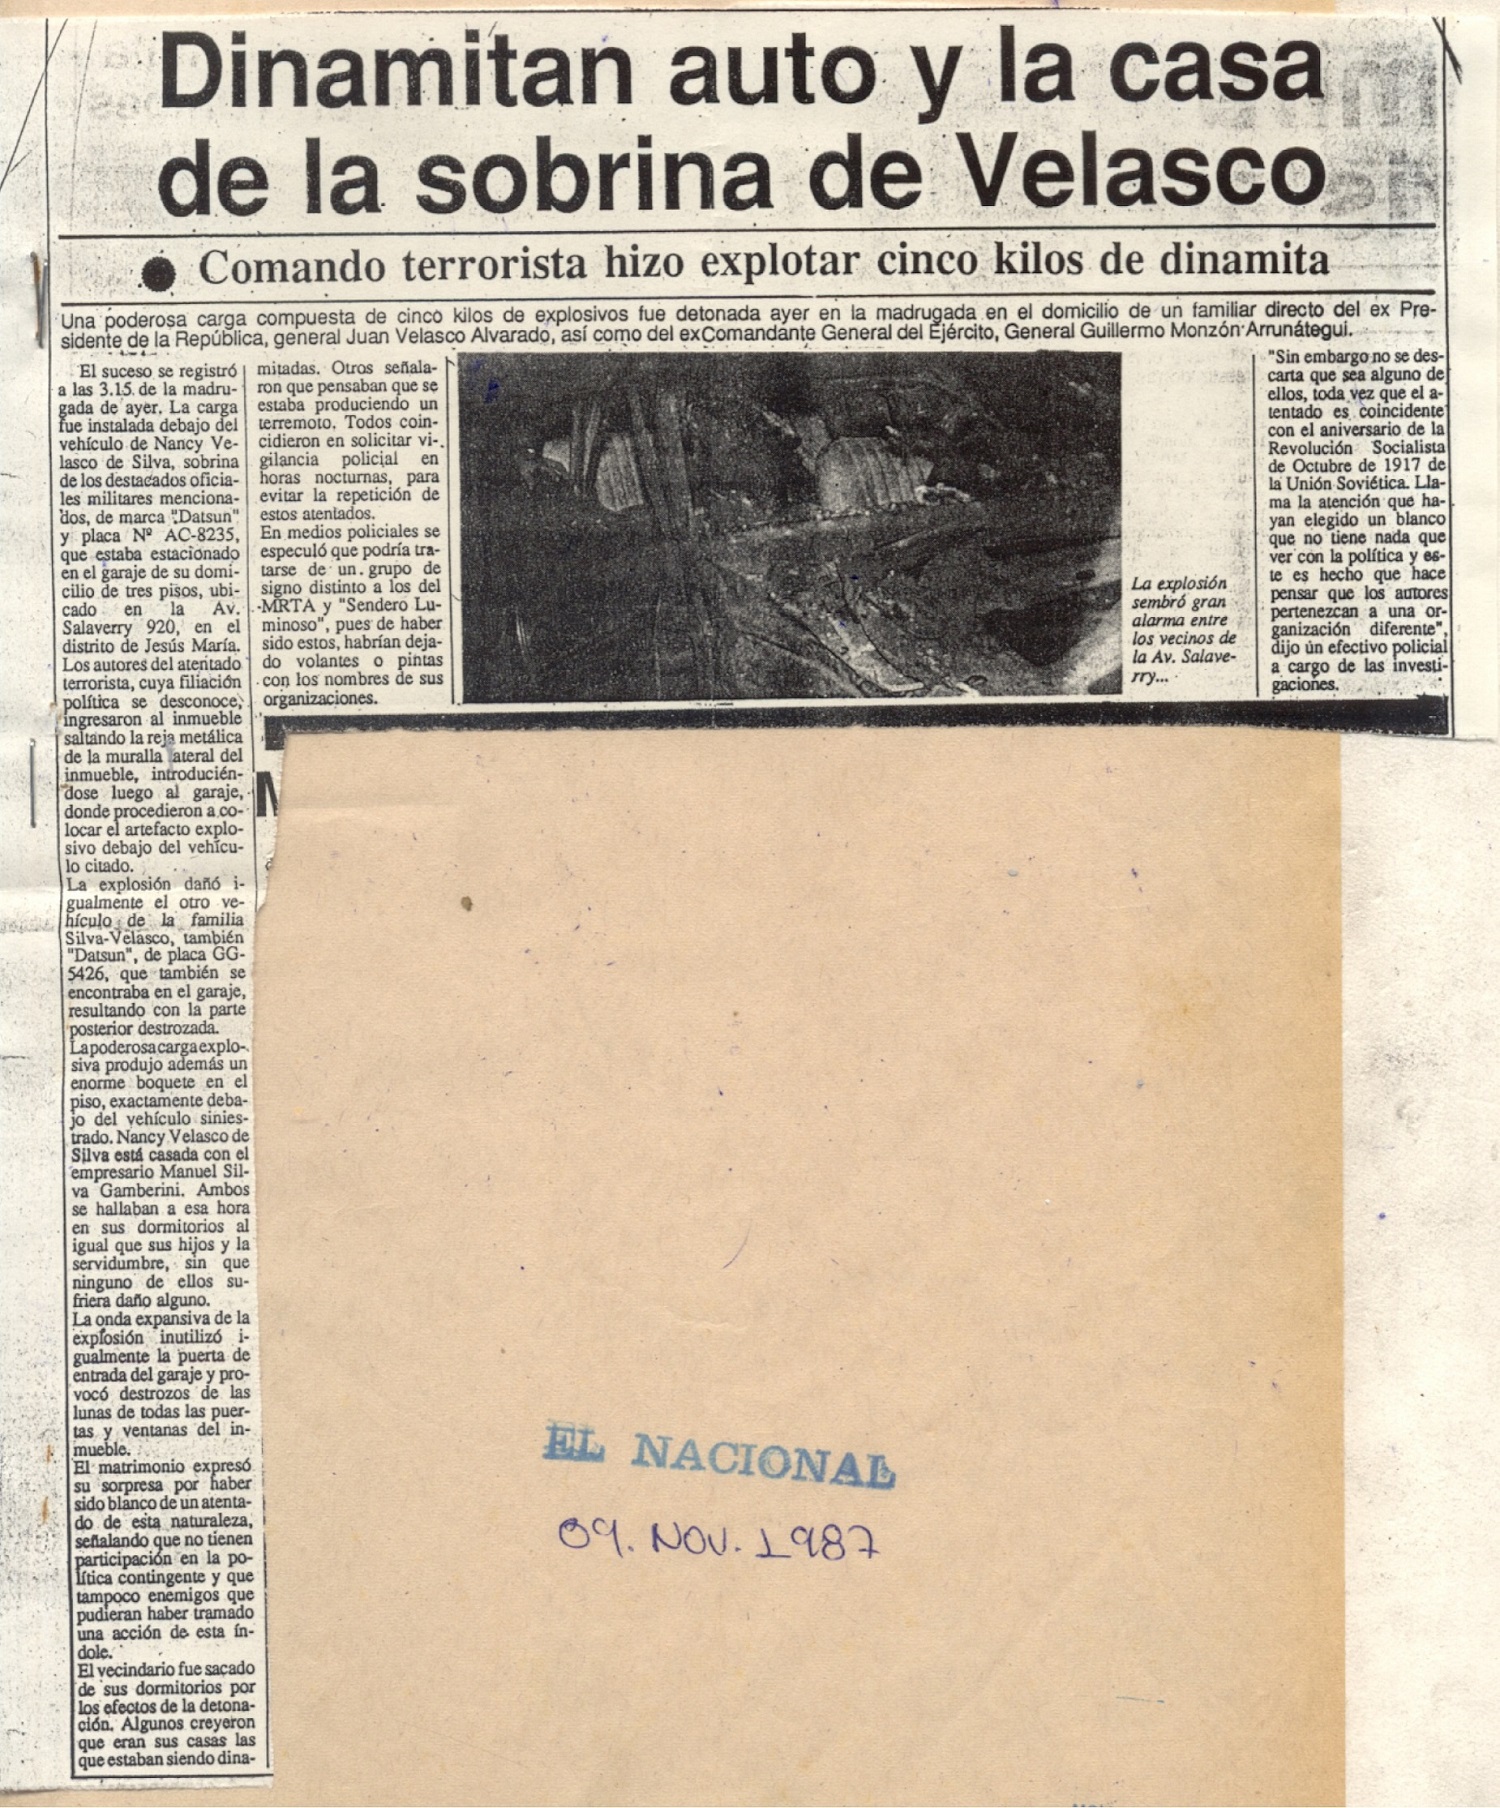 Dinamitan auto y la casa
de la sobrina de Velasco
● Comando terrorista hizo explotar cinco kilos de dinamita
Una poderosa carga compuesta de cinco kilos de explosivos fue detonada ayer en la madrugada en el domicilio de un familiar directo del ex Pre-
sidente de la República, general Juan Velasco Alvarado, así como del exComandante General del Ejército, General Guillermo Monzón Arrunátegui.
El suceso se registró
a las 3.15 de la madru-
gada de ayer. La carga
fue instalada debajo del
vehículo de Nancy Ve-
lasco de Silva, sobrina
de los destacados oficia-
les militares menciona-
dos, de marca "Datsun"
y placa Nº AC-8235,
que estaba estacionado
en el garaje de su domi-
cilio de tres pisos, ubi-
cado en la Av.
Salaverry 920, en el
distrito de Jesús María.
Los autores del atentado
terrorista, cuya filiación
política se desconoce,
ingresaron al inmueble
saltando la reja metálica
de la muralla lateral del
inmueble, introducién-
dose luego al garaje,
donde procedieron a co-
locar el artefacto explo-
sivo debajo del vehícu-
lo citado.
La explosión dañó i-
gualmente el otro ve-
hículo de la familia
Silva-Velasco, también
"Datsun", de placa GG-
5426, que también se
encontraba en el garaje,
resultando con la parte
posterior destrozada.
La poderosa carga explo-
siva produjo además un
enorme boquete en el
piso, exactamente deba-
jo del vehículo sinies-
trado. Nancy Velasco de
Silva está casada con el
empresario Manuel Sil-
va Gamberini. Ambos
se hallaban a esa hora
en sus dormitorios al
igual que sus hijos y la
servidumbre, sin que
ninguno de ellos su-
friera daño alguno.
La onda expansiva de la
explosión inutilizó i-
gualmente la puerta de
entrada del garaje y pro-
vocó destrozos de las
lunas de todas las puer-
tas y ventanas del in-
mueble.
El matrimonio expresó
su sorpresa por haber
sido blanco de un atenta-
do de esta naturaleza,
señalando que no tienen
participación en la po-
lítica contingente y que
tampoco enemigos que
pudieran haber tramado
una acción de esta ín-
dole.
El vecindario fue sacado
de sus dormitorios por
los efectos de la detona-
ción. Algunos creyeron
que eran sus casas las
que estaban siendo dina-
mitadas. Otros señala-
ron que pensaban que se
estaba produciendo un
terremoto. Todos coin-
cidieron en solicitar vi-
gilancia policial en
horas nocturnas, para
evitar la repetición de
estos atentados.
En medios policiales se
especuló que podría tra-
tarse de un grupo de
signo distinto a los del
MRTA y "Sendero Lu-
minoso", pues de haber
sido estos, habrían deja-
do volantes o pintas
con los nombres de sus
organizaciones.
La explosión
sembró gran
alarma entre
los vecinos de
la Av. Salave-
rry...
"Sin embargo no se des-
carta que sea alguno de
ellos, toda vez que el a-
tentado es coincidente
con el aniversario de la
Revolución Socialista
de Octubre de 1917 de
la Unión Soviética. Lla-
ma la atención que ha-
yan elegido un blanco
que no tiene nada que
ver con la política y es-
te es hecho que hace
pensar que los autores
pertenezcan a una or-
ganización diferente",
dijo un efectivo policial
a cargo de las investi-
gaciones.
EL NACIONAL
09. NOV. 1987